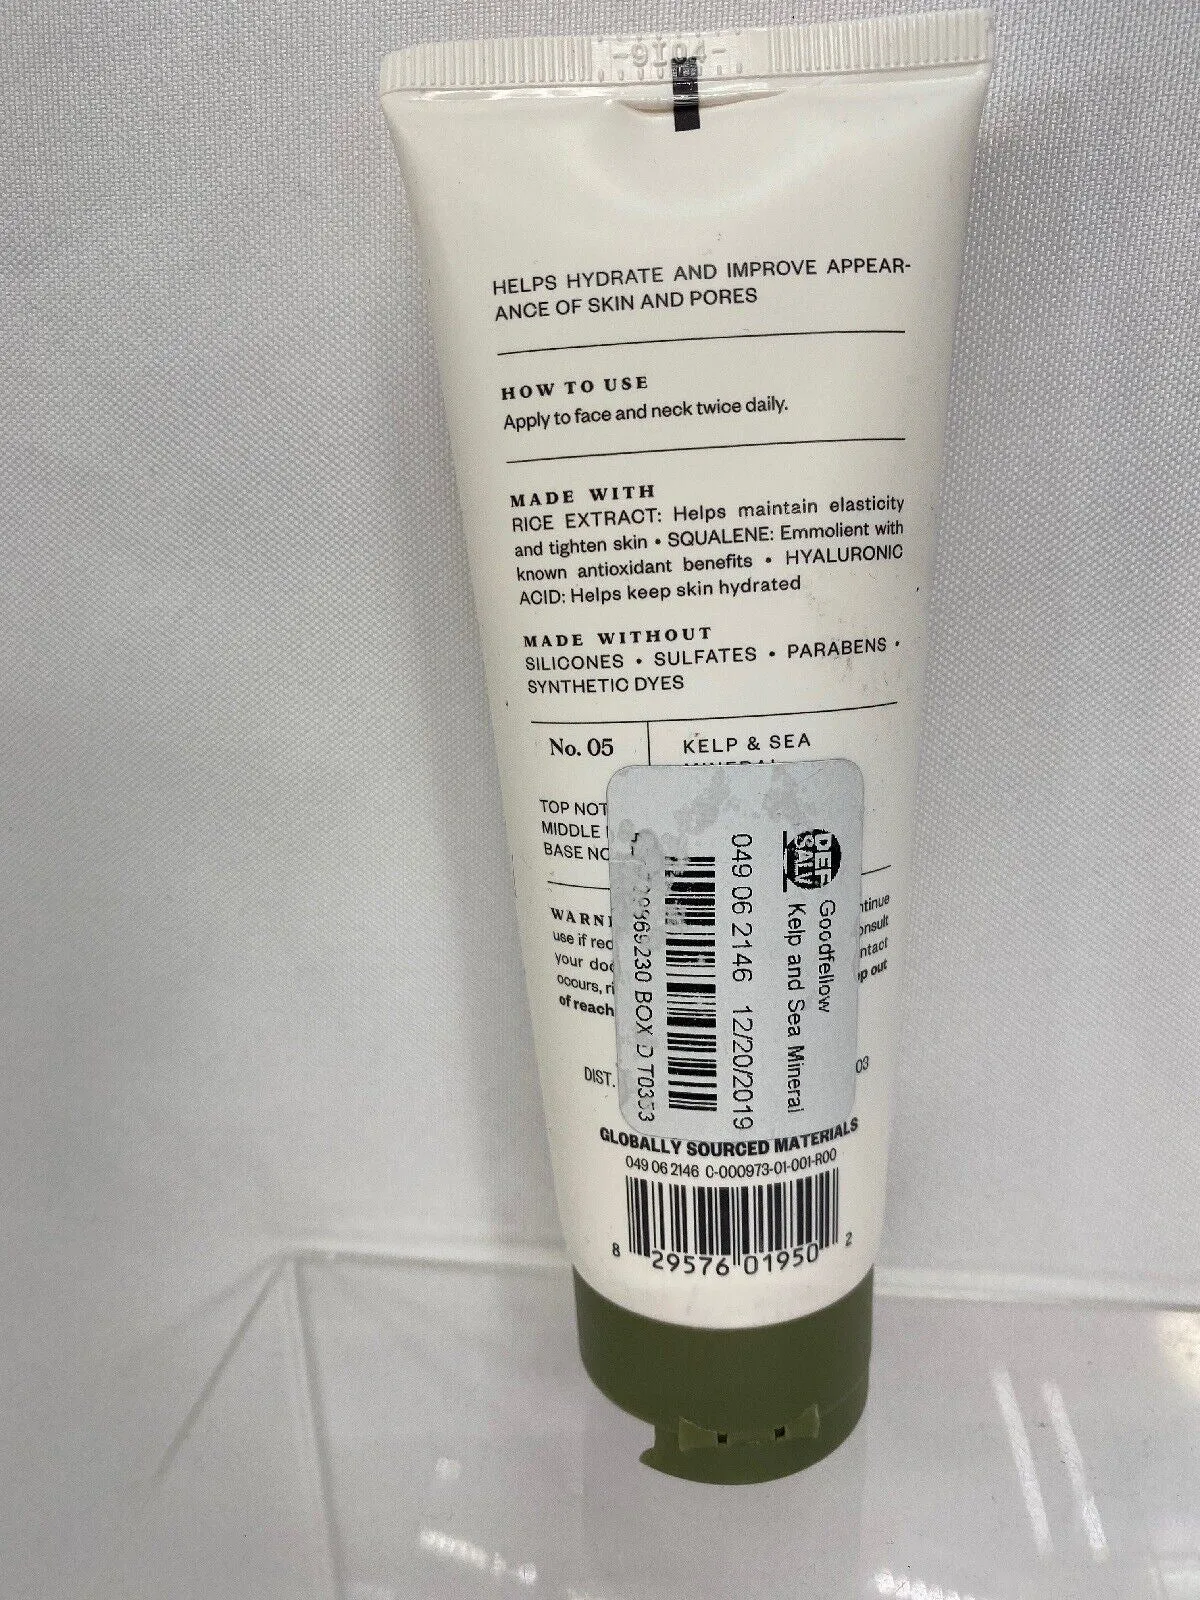 -9I04-
HELPS HYDRATE AND IMPROVE APPEAR-
ANCE OF SKIN AND PORES
HOW TO USE
Apply to face and neck twice daily.
MADE WITH
RICE EXTRACT: Helps maintain elasticity
and tighten skin • SQUALENE: Emmolient with
known antioxidant benefits • HYALURONIC
ACID: Helps keep skin hydrated
MADE WITHOUT
SILICONES • SULFATES • PARABENS •
SYNTHETIC DYES
No. 05
KELP & SEA
MINERAL
TOP NOT
MIDDLE
BASE NO
WARNI
use if red
your doc
occurs, ri
of reach
ntinue
onsult
ntact
p out
DIST.
03
DEF
SALV
Goodfellow
Kelp and Sea Mineral
049 06 2146 12/20/2019
BOX D T0353
GLOBALLY SOURCED MATERIALS
049 06 2146 C-000973-01-001-R00
8 29576 01950 2